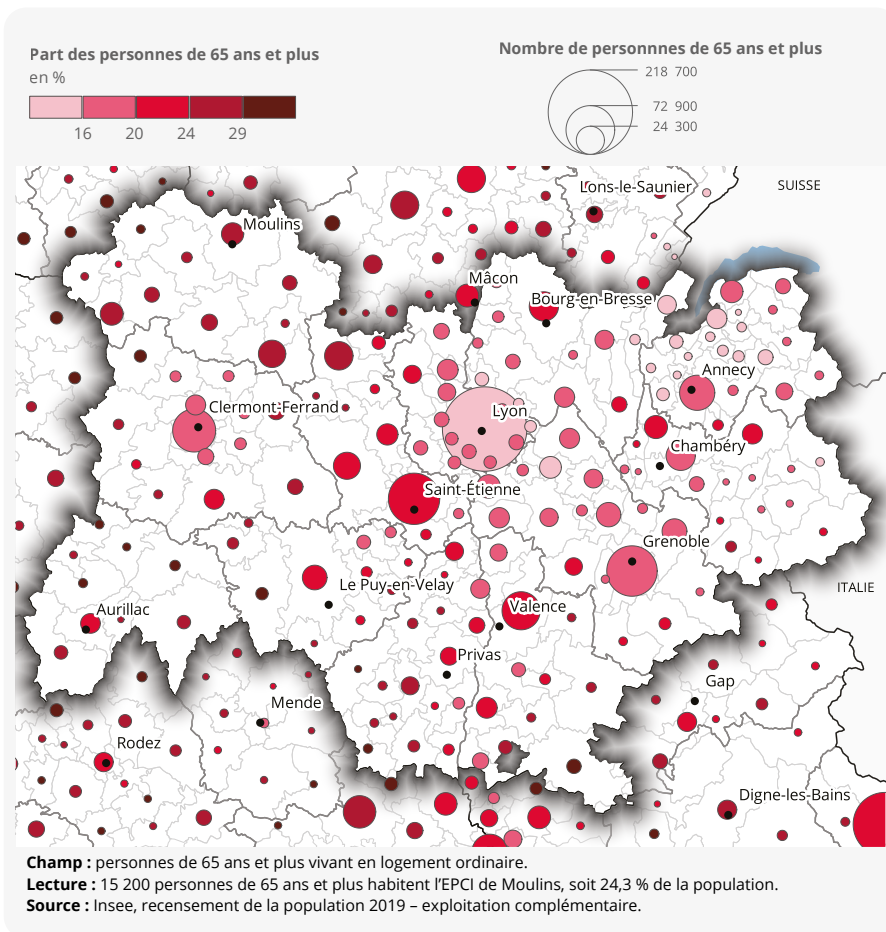 Part des personnes de 65 ans et plus
en %
16 20 24 29
Nombre de personnnes de 65 ans et plus
218 700
72 900
24 300
SUISSE
Lons-le-Saunier
Moulins
Mâcon
Bourg-en-Bresse
Annecy
Clermont-Ferrand
Lyon
Chambéry
Saint-Étienne
Grenoble
Le Puy-en-Velay
ITALIE
Aurillac
Valence
Privas
Gap
Mende
Rodez
Digne-les-Bains
Champ : personnes de 65 ans et plus vivant en logement ordinaire.
Lecture : 15 200 personnes de 65 ans et plus habitent l’EPCI de Moulins, soit 24,3 % de la population.
Source : Insee, recensement de la population 2019 – exploitation complémentaire.